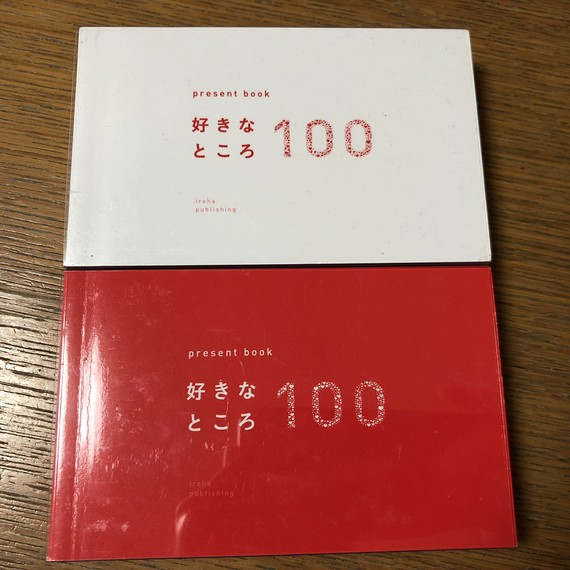 present book
好きな
ところ
100
iroha
publishing
present book
好きな
ところ
100
iroha
publishing